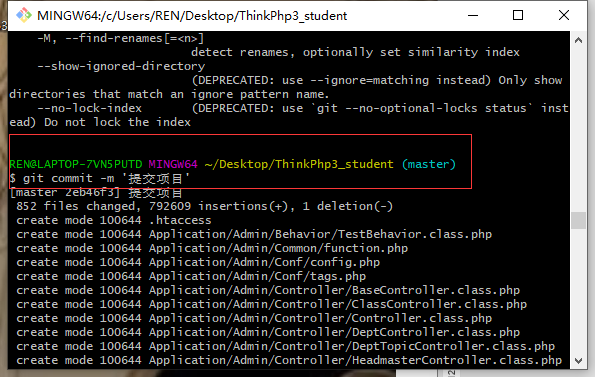 MINGW64:/c/Users/REN/Desktop/ThinkPhp3_student
-M, --find-renames[=<n>]
detect renames, optionally set similarity index
--show-ignored-directory
(DEPRECATED: use --ignore=matching instead) Only show
directories that match an ignore pattern name.
--no-lock-index (DEPRECATED: use `git --no-optional-locks status` inst
ead) Do not lock the index
REN@LAPTOP-7VN5PUTD MINGW64 ~/Desktop/ThinkPhp3_student (master)
$ git commit -m '提交项目'
[master 2eb46f3] 提交项目
852 files changed, 792609 insertions(+), 1 deletion(-)
create mode 100644 .htaccess
create mode 100644 Application/Admin/Behavior/TestBehavior.class.php
create mode 100644 Application/Admin/Common/function.php
create mode 100644 Application/Admin/Conf/config.php
create mode 100644 Application/Admin/Conf/tags.php
create mode 100644 Application/Admin/Controller/BaseController.class.php
create mode 100644 Application/Admin/Controller/ClassController.class.php
create mode 100644 Application/Admin/Controller/Controller.class.php
create mode 100644 Application/Admin/Controller/DeptController.class.php
create mode 100644 Application/Admin/Controller/DeptTopicController.class.php
create mode 100644 Application/Admin/Controller/HeadmasterController.class.php